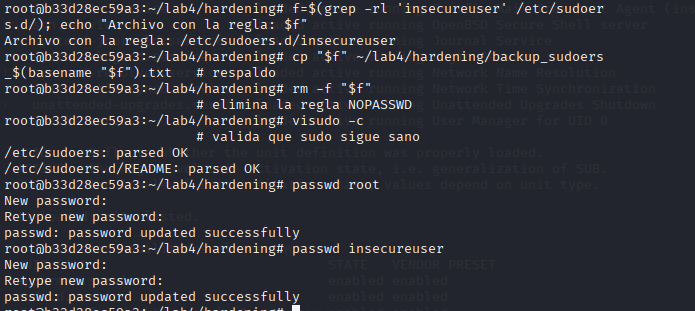 root@b33d28ec59a3:~/lab4/hardening# f=$(grep -rl 'insecureuser' /etc/sudoer
s.d/); echo "Archivo con la regla: $f"
Archivo con la regla: /etc/sudoers.d/insecureuser
root@b33d28ec59a3:~/lab4/hardening# cp "$f" ~/lab4/hardening/backup_sudoers
_$(basename "$f").txt   # respaldo
root@b33d28ec59a3:~/lab4/hardening# rm -f "$f"
# elimina la regla NOPASSWD
root@b33d28ec59a3:~/lab4/hardening# visudo -c
# valida que sudo sigue sano
/etc/sudoers: parsed OK
/etc/sudoers.d/README: parsed OK
root@b33d28ec59a3:~/lab4/hardening# passwd root
New password:
Retype new password:
passwd: password updated successfully
root@b33d28ec59a3:~/lab4/hardening# passwd insecureuser
New password:
Retype new password:
passwd: password updated successfully
root@b33d28ec59a3:~/lab4/hardening#